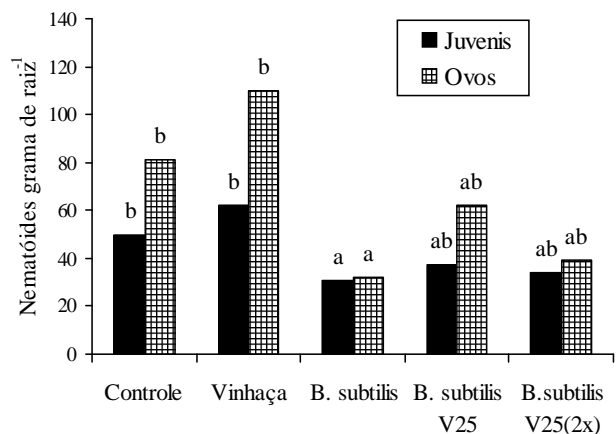 Nematóides grama de raiz-1
140
120
100
80
60
40
20
0
Juvenis
Ovos
b
b
b
b
a
a
ab
ab
ab
ab
Controle
Vinhaça
B. subtilis
B. subtilis
V25
B.subtilis
V25(2x)